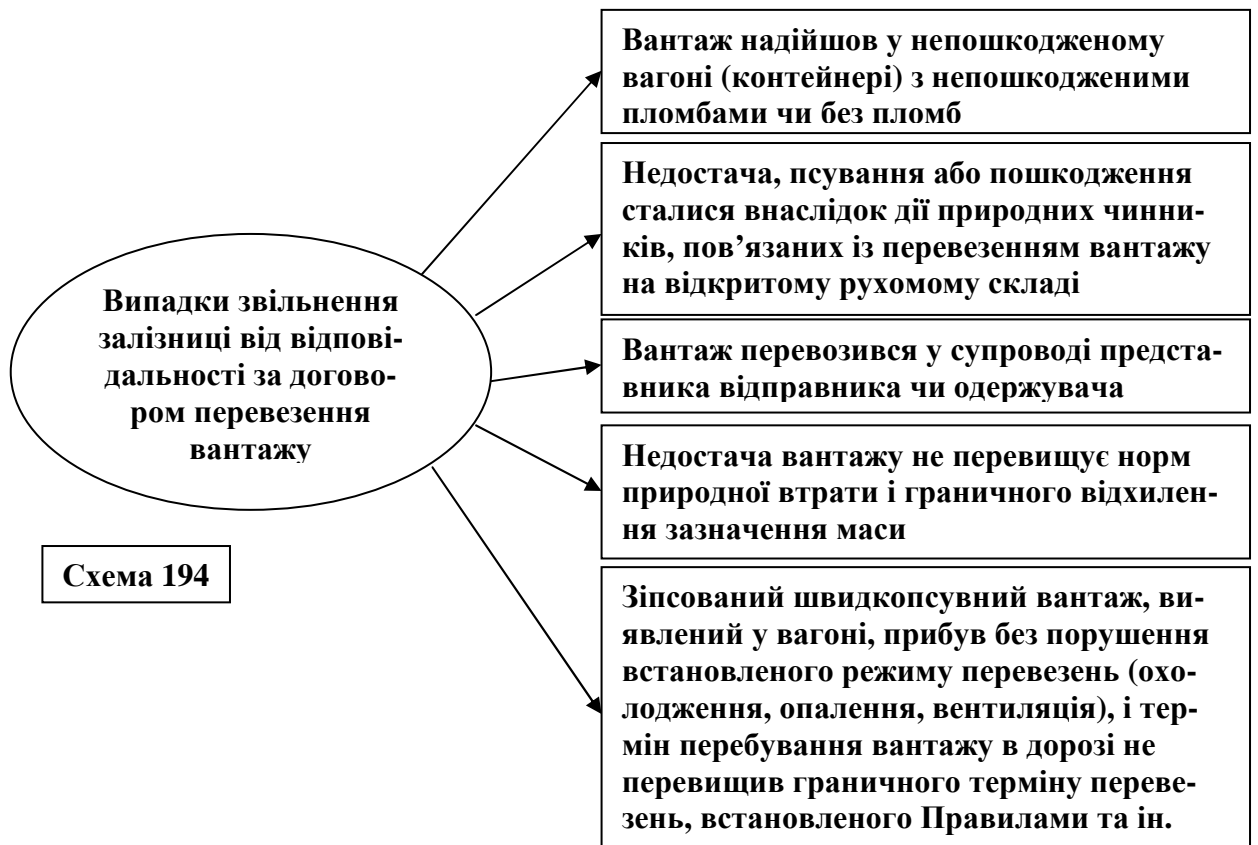 Випадки звільнення
залізниці від відпові-
дальності за догово-
ром перевезення
вантажу
Схема 194
Вантаж надійшов у непошкодженому
вагоні (контейнері) з непошкодженими
пломбами чи без пломб
Недостача, псування або пошкодження
сталися внаслідок дії природних чинни-
ків, пов’язаних із перевезенням вантажу
на відкритому рухомому складі
Вантаж перевозився у супроводі предста-
вника відправника чи одержувача
Недостача вантажу не перевищує норм
природної втрати і граничного відхилен-
ня зазначення маси
Зіпсований швидкопсувний вантаж, ви-
явлений у вагоні, прибув без порушення
встановленого режиму перевезень (охо-
лодження, опалення, вентиляція), і тер-
мін перебування вантажу в дорозі не
перевищив граничного терміну переве-
зень, встановленого Правилами та ін.